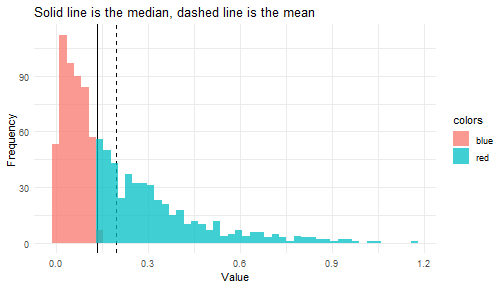 Solid line is the median, dashed line is the mean
Frequency
90
60
30
0
0.0
0.3
0.6
0.9
1.2
Value
colors
blue
red